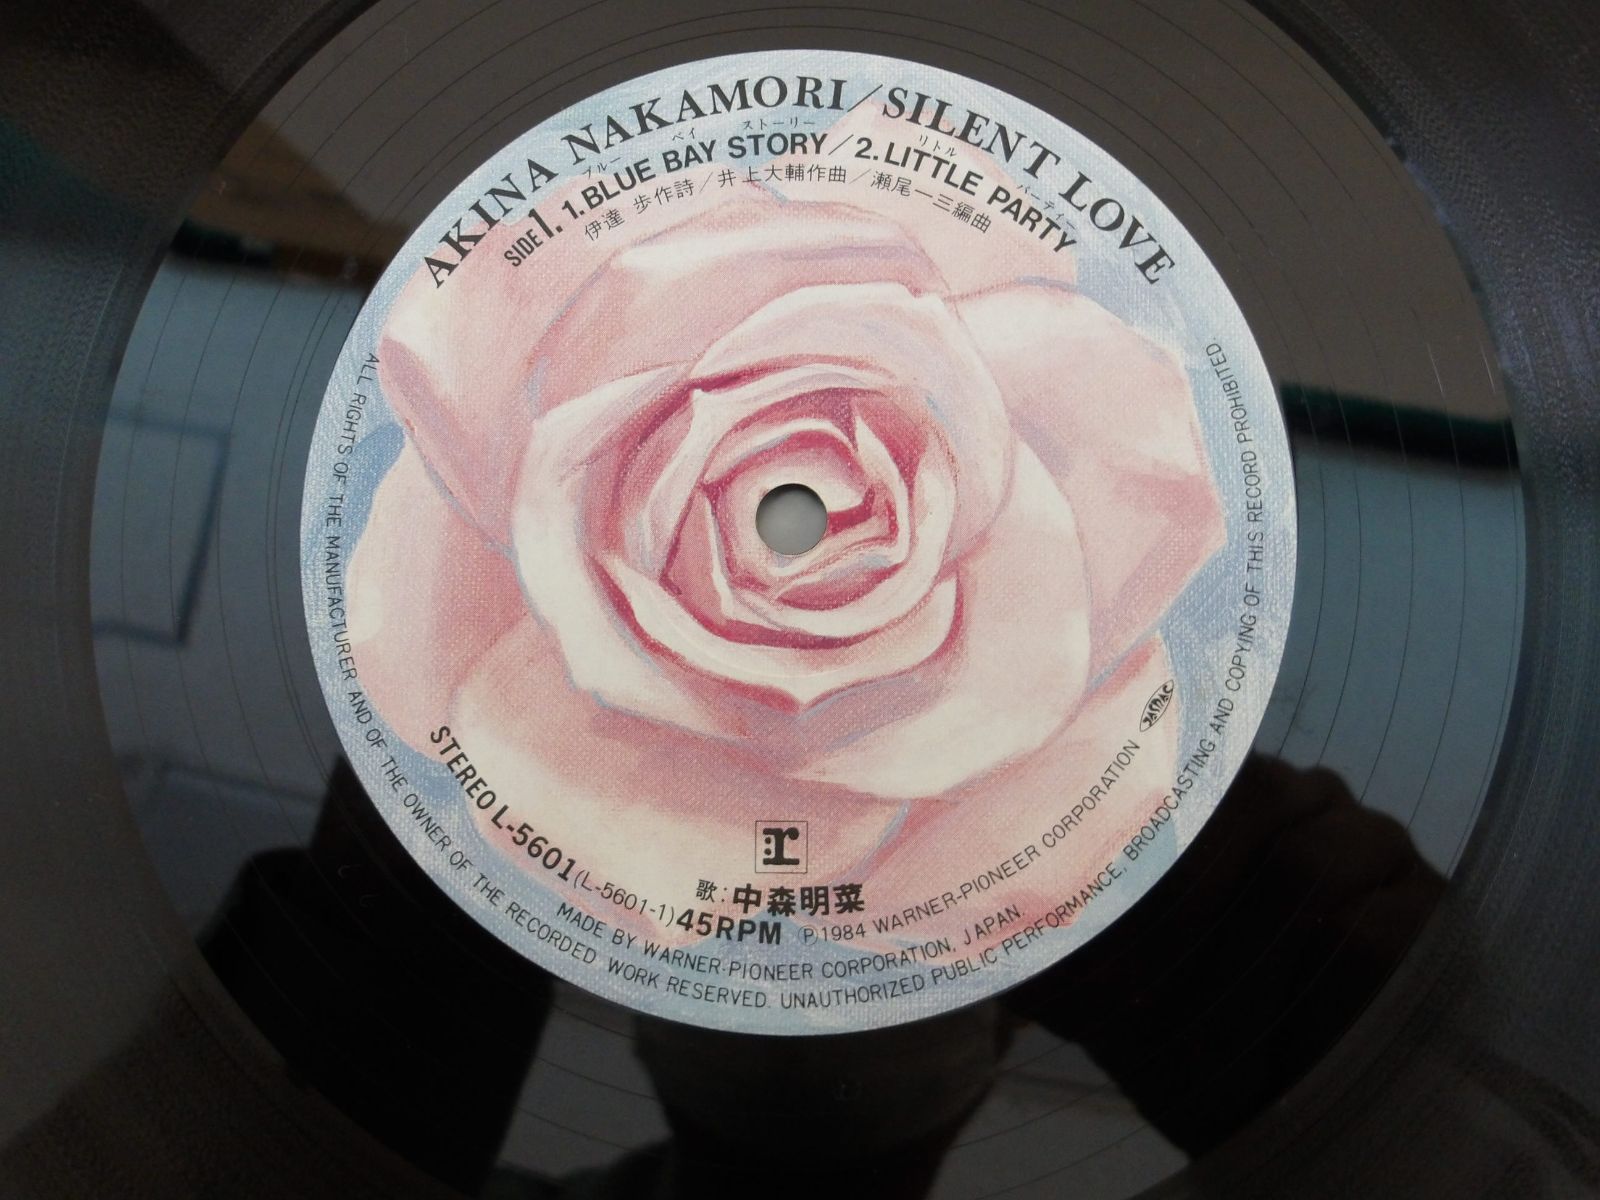 AKINA NAKAMORI/SILENT LOVE
ブルー ベイ ストーリー リトル パーティー
SIDE 1. 1. BLUE BAY STORY/2. LITTLE PARTY
伊達 歩作詩/井上大輔作曲/瀬尾一三編曲
r
歌:中森明菜
STEREO L-5601(L-5601-1)45RPM ℗1984 WARNER-PIONEER CORPORATION JASRAC
MADE BY WARNER-PIONEER CORPORATION, JAPAN.
ALL RIGHTS OF THE MANUFACTURER AND OF THE OWNER OF THE RECORDED WORK RESERVED. UNAUTHORIZED PUBLIC PERFORMANCE, BROADCASTING AND COPYING OF THIS RECORD PROHIBITED